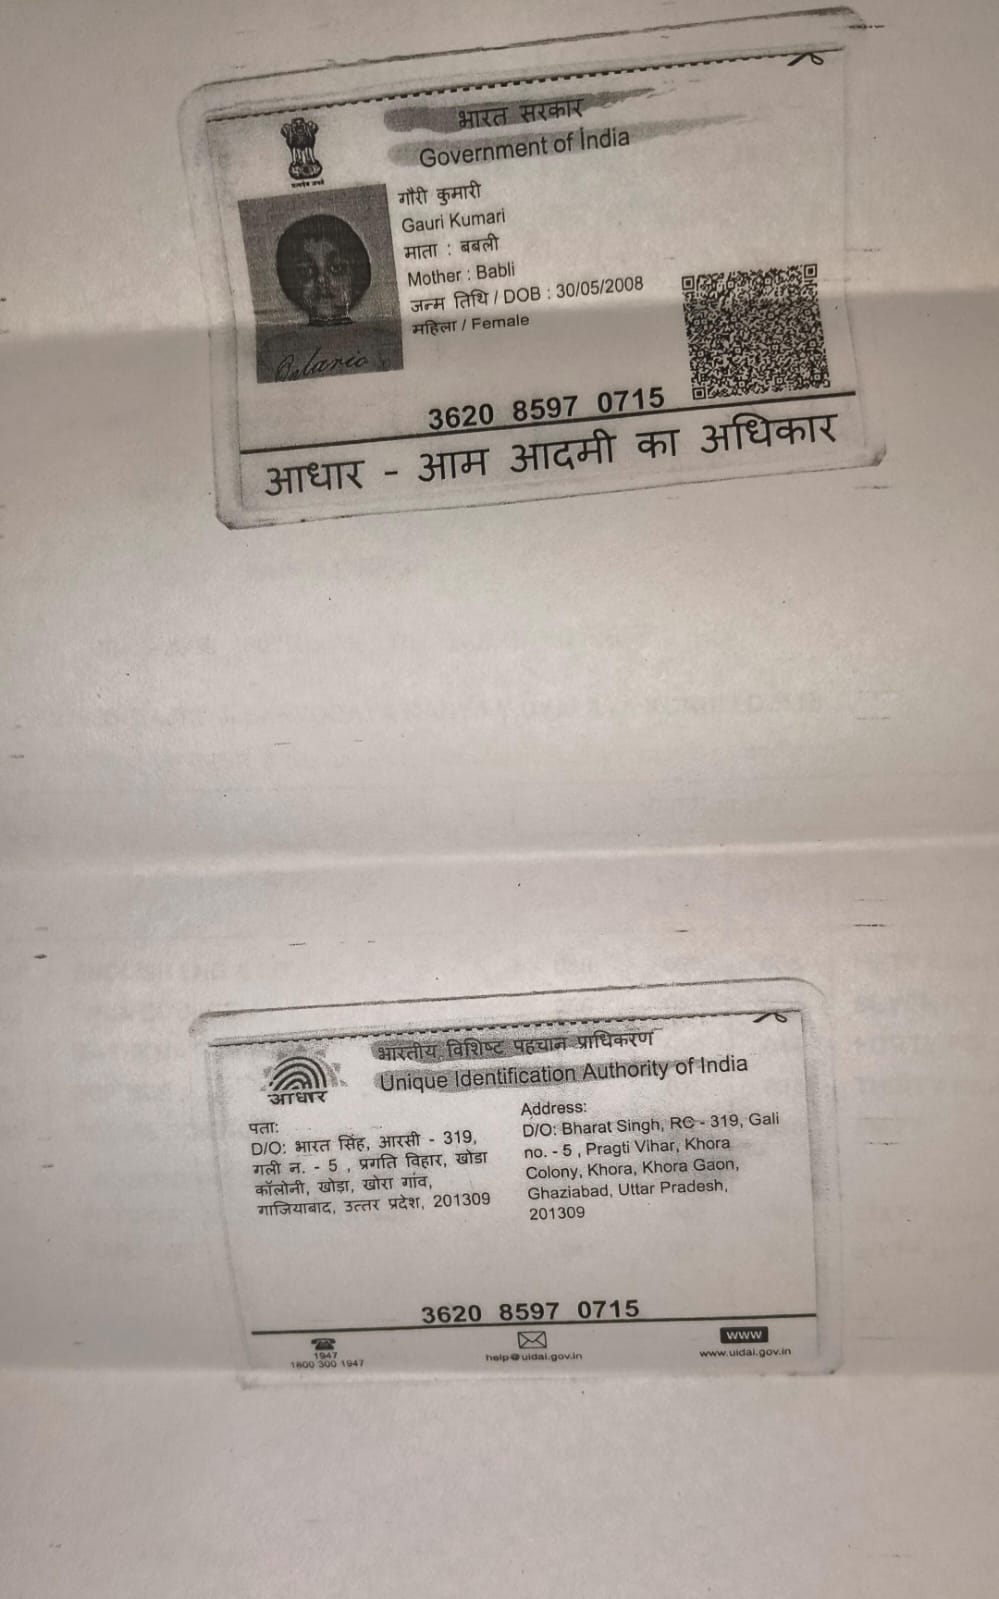 भारत सरकार
Government of India
गौरी कुमारी
Gauri Kumari
माता : बबली
Mother : Babli
जन्म तिथि / DOB : 30/05/2008
महिला / Female
3620 8597 0715
आधार - आम आदमी का अधिकार
भारतीय विशिष्ट पहचान प्राधिकरण
Unique Identification Authority of India
आधार
पता:
D/O: भारत सिंह, आरसी - 319,
गली न. - 5 , प्रगति विहार, खोडा
कॉलोनी, खोड़ा, खोरा गांव,
गाजियाबाद, उत्तर प्रदेश, 201309
Address:
D/O: Bharat Singh, RC - 319, Gali
no. - 5 , Pragti Vihar, Khora
Colony, Khora, Khora Gaon,
Ghaziabad, Uttar Pradesh,
201309
3620 8597 0715
1947
1800 300 1947
help@uidai.gov.in
www
www.uidai.gov.in